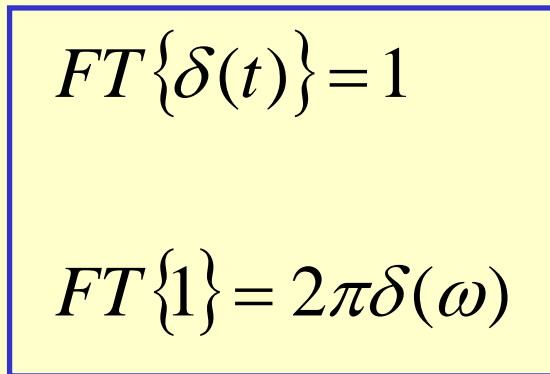 FT{δ(t)} = 1
FT{1} = 2πδ(ω)